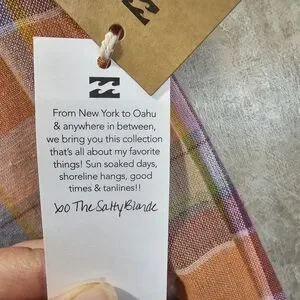 From New York to Oahu
& anywhere in between,
we bring you this collection
that's all about my favorite
things! Sun soaked days,
shoreline hangs, good
times & tanlines!!
xo The Salty Blonde